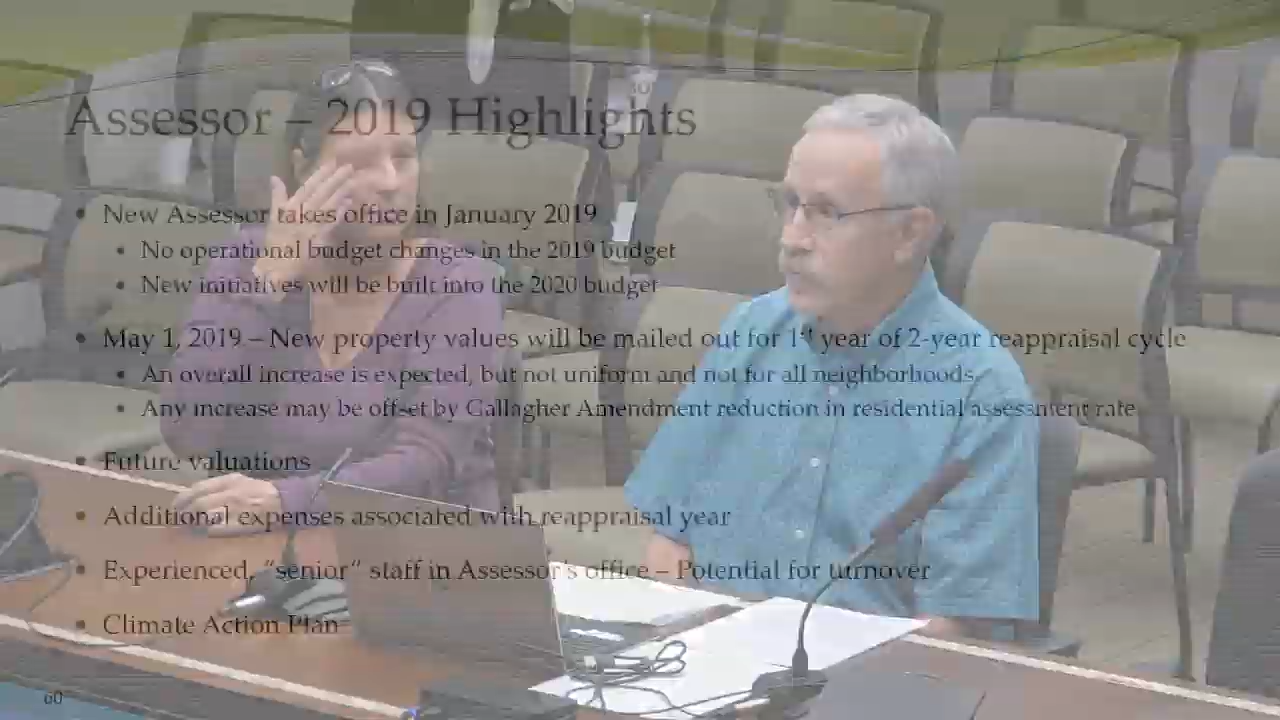 Assessor – 2019 Highlights
• New Assessor takes office in January 2019
• No operational budget changes in the 2019 budget
• New initiatives will be built into the 2020 budget
• May 1, 2019 – New property values will be mailed out for 1st year of 2-year reappraisal cycle
• An overall increase is expected, but not uniform and not for all neighborhoods
• Any increase may be offset by Gallagher Amendment reduction in residential assessment rate
• Future valuations
• Additional expenses associated with reappraisal year
• Experienced, "senior" staff in Assessor's office – Potential for turnover
• Climate Action Plan
60